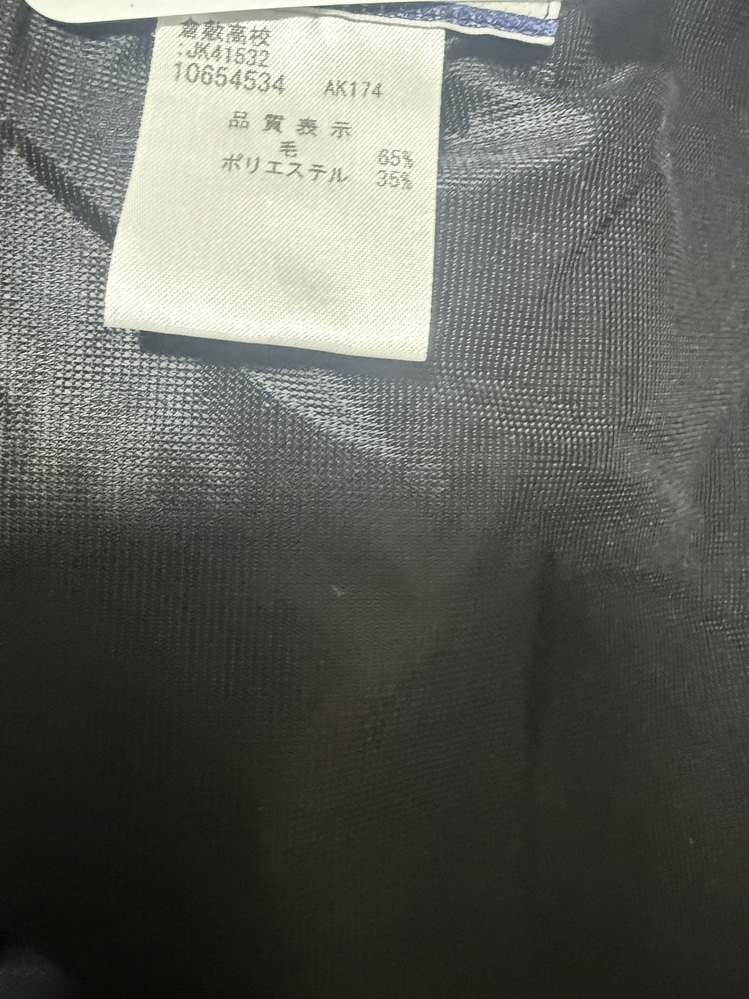 倉敷高校
:JK41532
10654534 AK174
品質表示
毛 65%
ポリエステル 35%